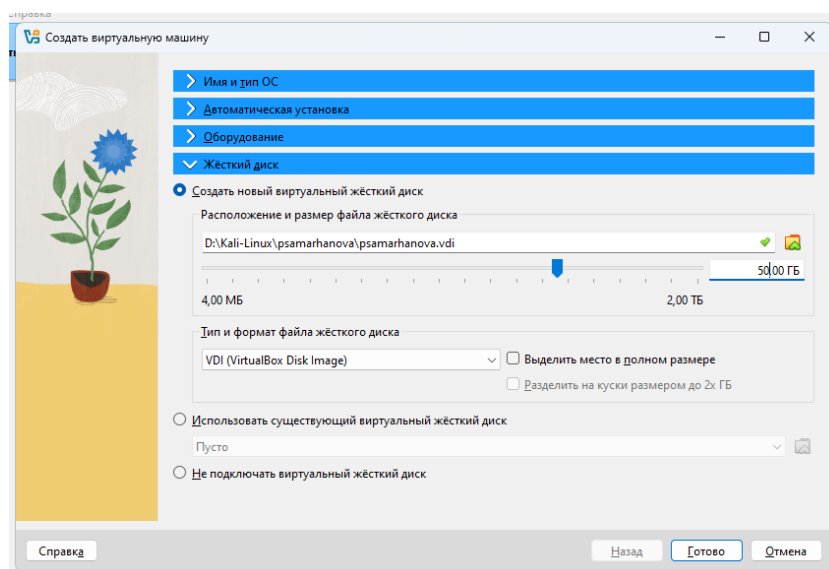 Справка
Создать виртуальную машину
Имя и тип ОС
Автоматическая установка
Оборудование
Жёсткий диск
Создать новый виртуальный жёсткий диск
Расположение и размер файла жёсткого диска
D:\Kali-Linux\psamarhanova\psamarhanova.vdi
50,00 ГБ
4,00 МБ 2,00 ТБ
Тип и формат файла жёсткого диска
VDI (VirtualBox Disk Image) Выделить место в полном размере
Разделить на куски размером до 2х ГБ
Использовать существующий виртуальный жёсткий диск
Пусто
Не подключать виртуальный жёсткий диск
Справка Назад Готово Отмена